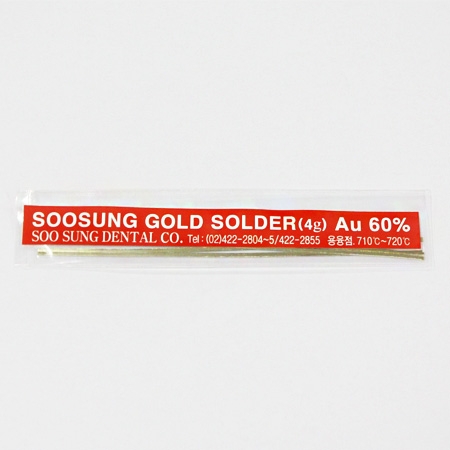 SOOSUNG GOLD SOLDER(4g) Au 60%
SOO SUNG DENTAL CO. Tel: (02)422-2804~5/422-2855 용융점. 710℃~720℃